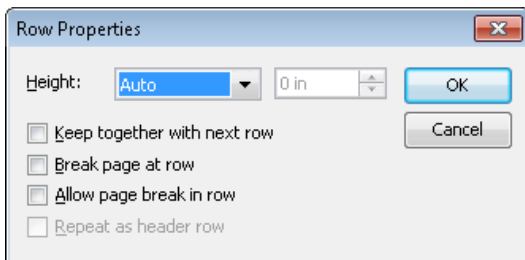 Row Properties
Height: Auto 0 in OK
Keep together with next row Cancel
Break page at row
Allow page break in row
Repeat as header row